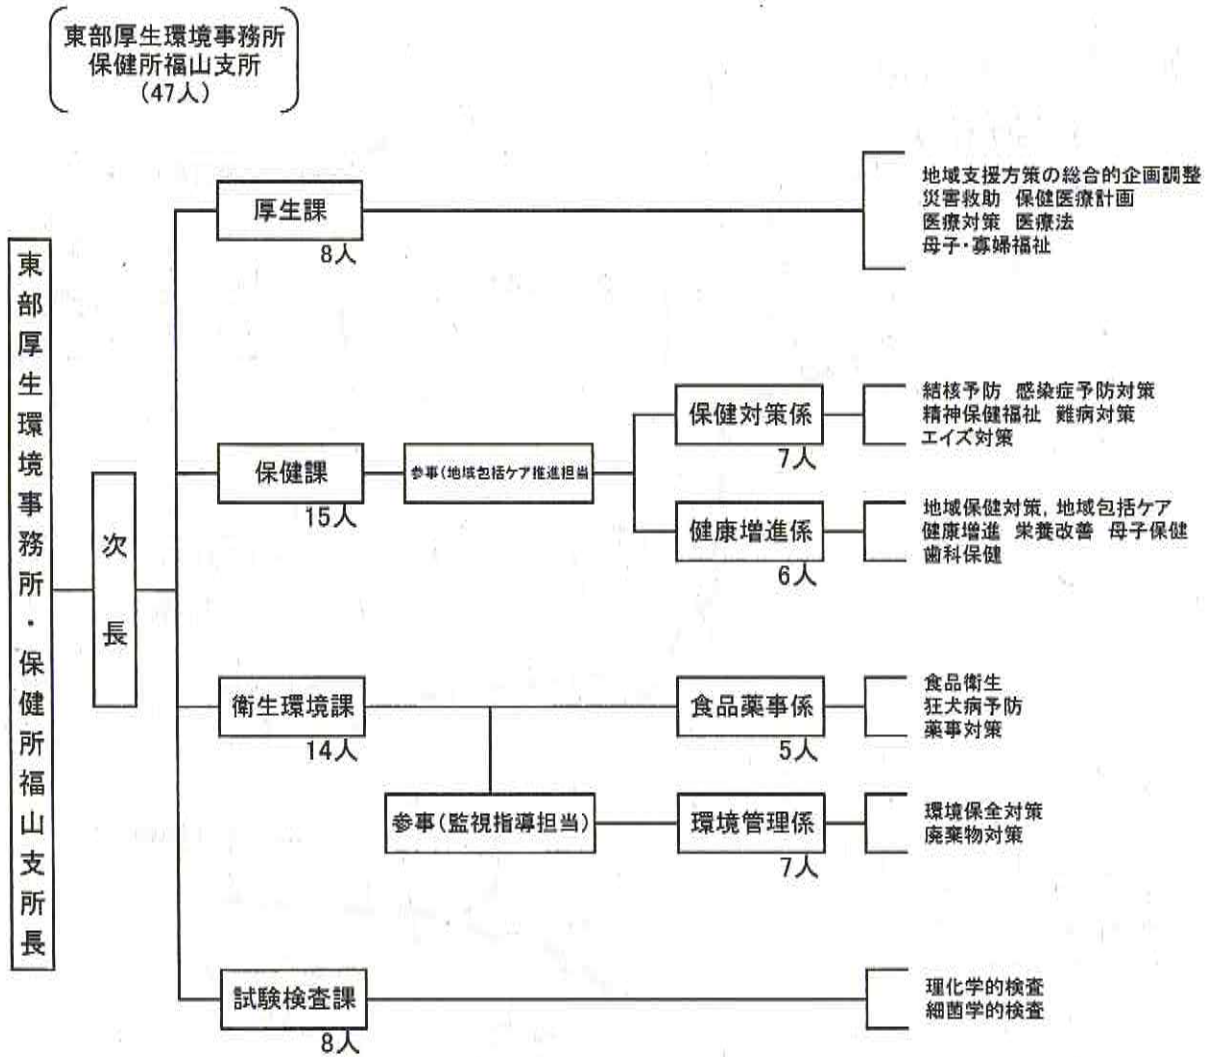 東部厚生環境事務所
保健所福山支所
(47人)
東部厚生環境事務所・保健所福山支所長
次長
厚生課
8人
地域支援方策の総合的企画調整
災害救助 保健医療計画
医療対策 医療法
母子・寡婦福祉
保健課
15人
参事(地域包括ケア推進担当
保健対策係
7人
結核予防 感染症予防対策
精神保健福祉 難病対策
エイズ対策
健康増進係
6人
地域保健対策, 地域包括ケア
健康増進 栄養改善 母子保健
歯科保健
衛生環境課
14人
食品薬事係
5人
食品衛生
狂犬病予防
薬事対策
参事(監視指導担当)
環境管理係
7人
環境保全対策
廃棄物対策
試験検査課
8人
理化学的検査
細菌学的検査